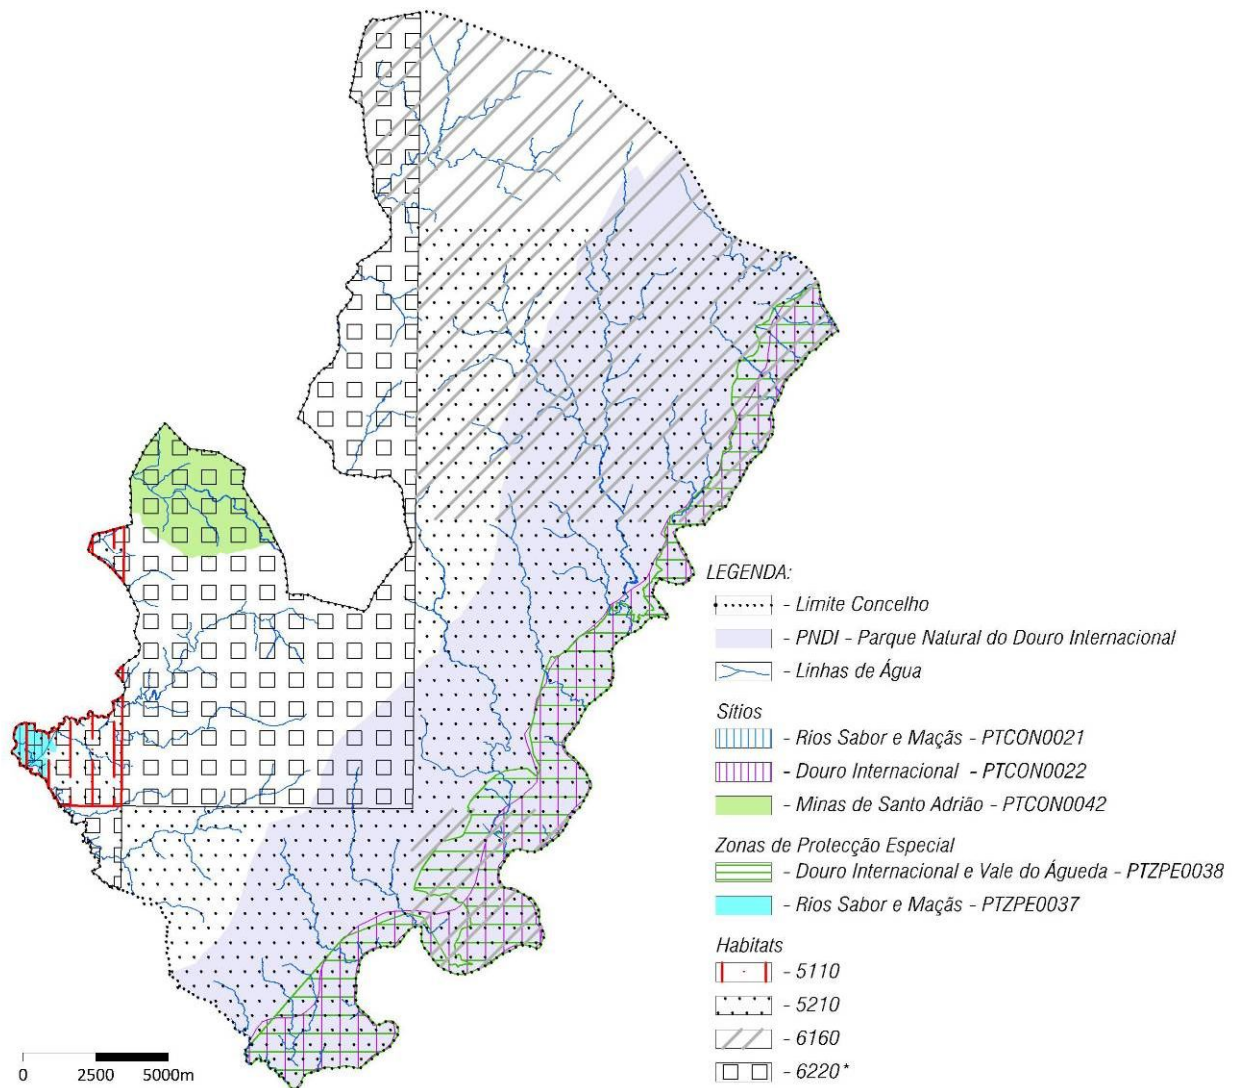 LEGENDA:
- Limite Concelho
- PNDI - Parque Natural do Douro Internacional
- Linhas de Água
Sítios
- Rios Sabor e Maçãs - PTCON0021
- Douro Internacional - PTCON0022
- Minas de Santo Adrião - PTCON0042
Zonas de Protecção Especial
- Douro Internacional e Vale do Águeda - PTZPE0038
- Rios Sabor e Maçãs - PTZPE0037
Habitats
- 5110
- 5210
- 6160
- 6220*
0 2500 5000m